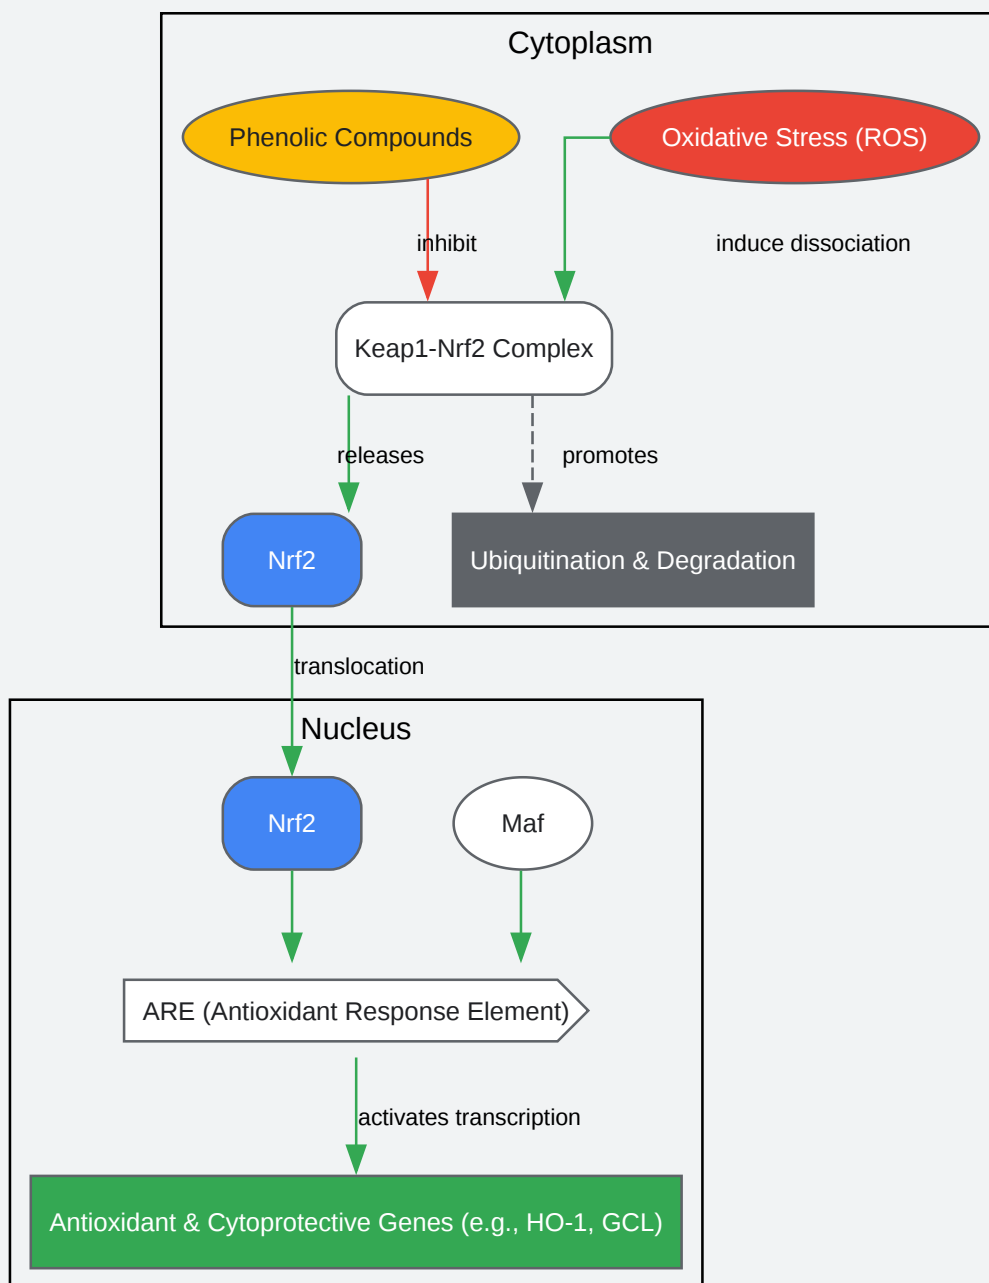 Cytoplasm
Phenolic Compounds
Oxidative Stress (ROS)
inhibit
induce dissociation
Keap1-Nrf2 Complex
releases
promotes
Nrf2
Ubiquitination & Degradation
translocation
Nucleus
Nrf2
Maf
ARE (Antioxidant Response Element)
activates transcription
Antioxidant & Cytoprotective Genes (e.g., HO-1, GCL)